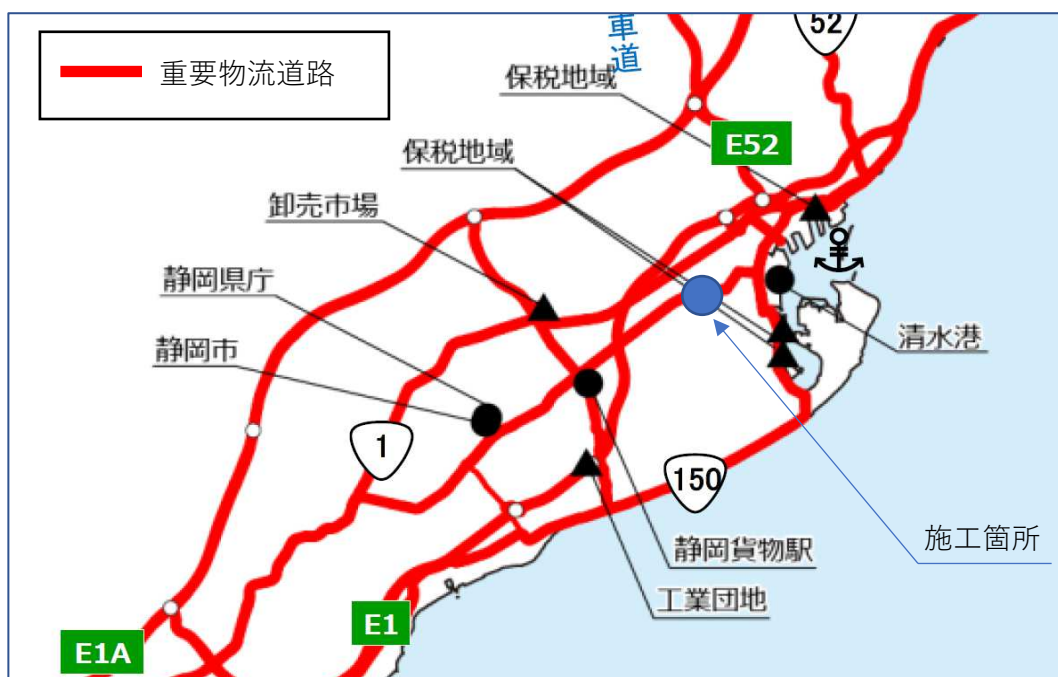 重要物流道路
車道
52
保税地域
E52
保税地域
卸売市場
静岡県庁
静岡市
清水港
1
150
施工箇所
静岡貨物駅
工業団地
E1
E1A